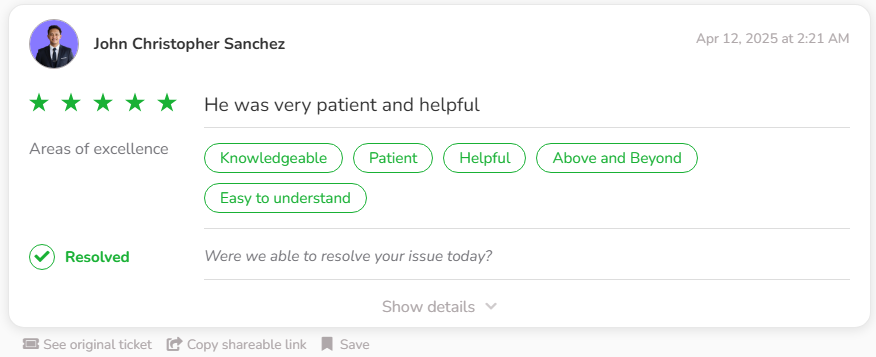 John Christopher Sanchez
Apr 12, 2025 at 2:21 AM
He was very patient and helpful
Areas of excellence
Knowledgeable Patient Helpful Above and Beyond
Easy to understand
Resolved
Were we able to resolve your issue today?
Show details
See original ticket Copy shareable link Save